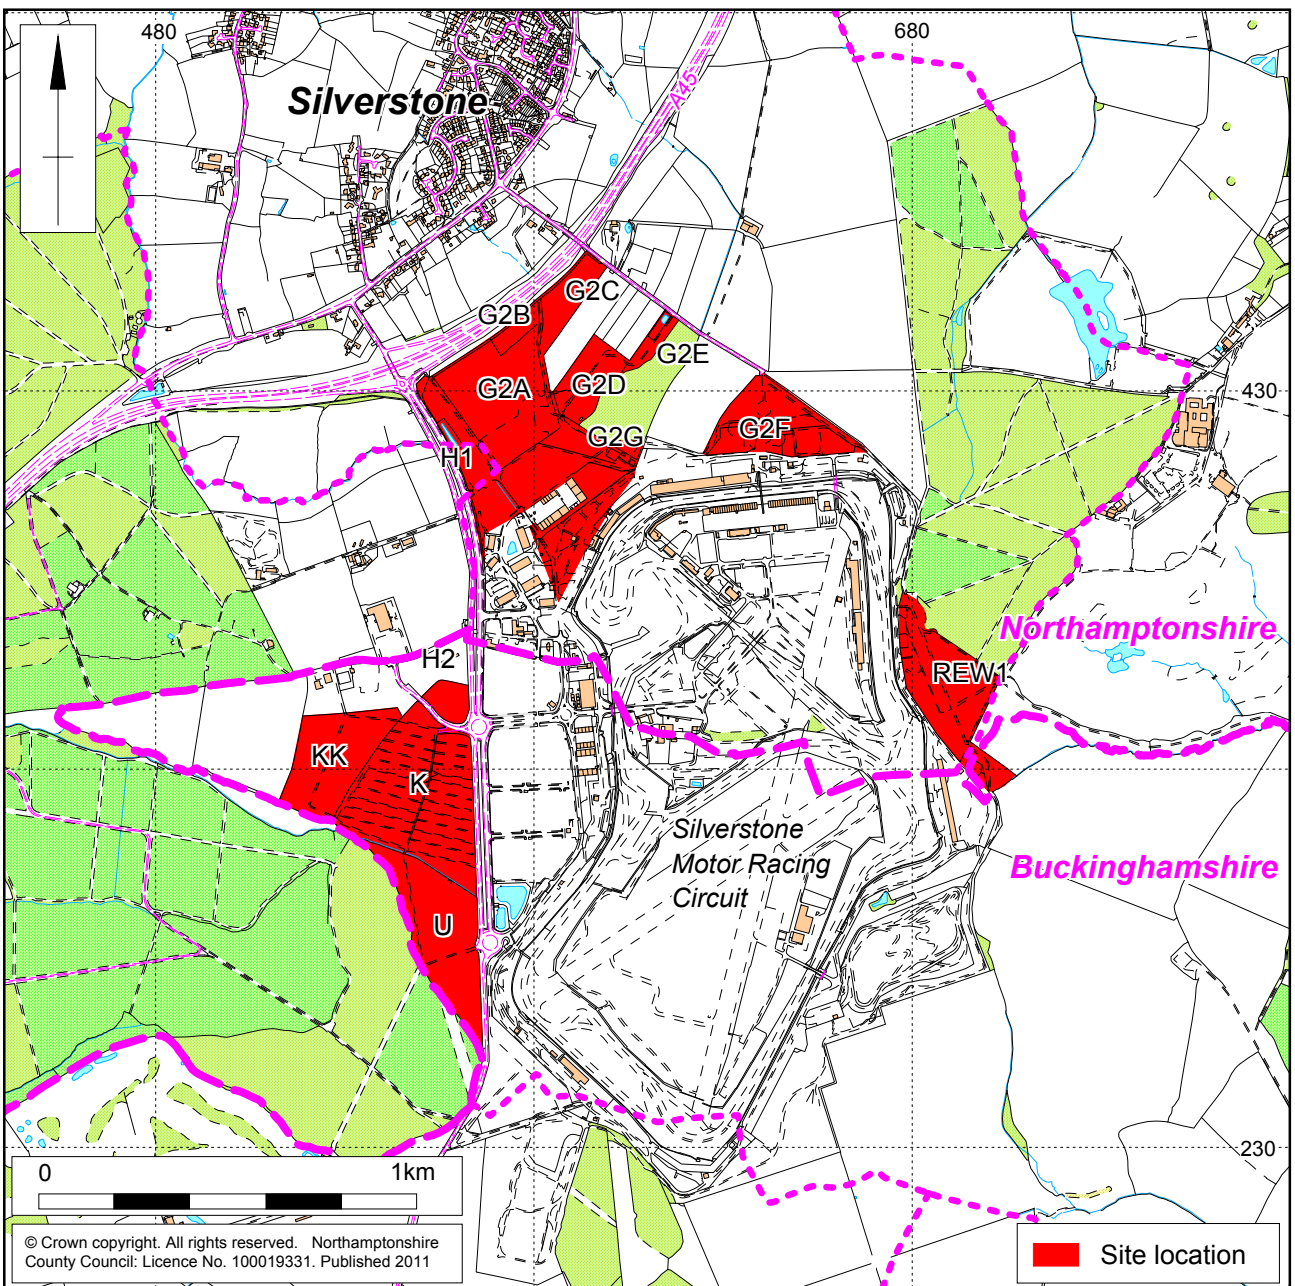 480
680
A45
Silverstone
G2C
G2B
G2E
G2A
G2D
430
G2F
G2G
H1
Northamptonshire
H2
REW1
KK
K
Silverstone
Motor Racing
Circuit
Buckinghamshire
U
230
0 1km
© Crown copyright. All rights reserved. Northamptonshire
County Council: Licence No. 100019331. Published 2011
Site location